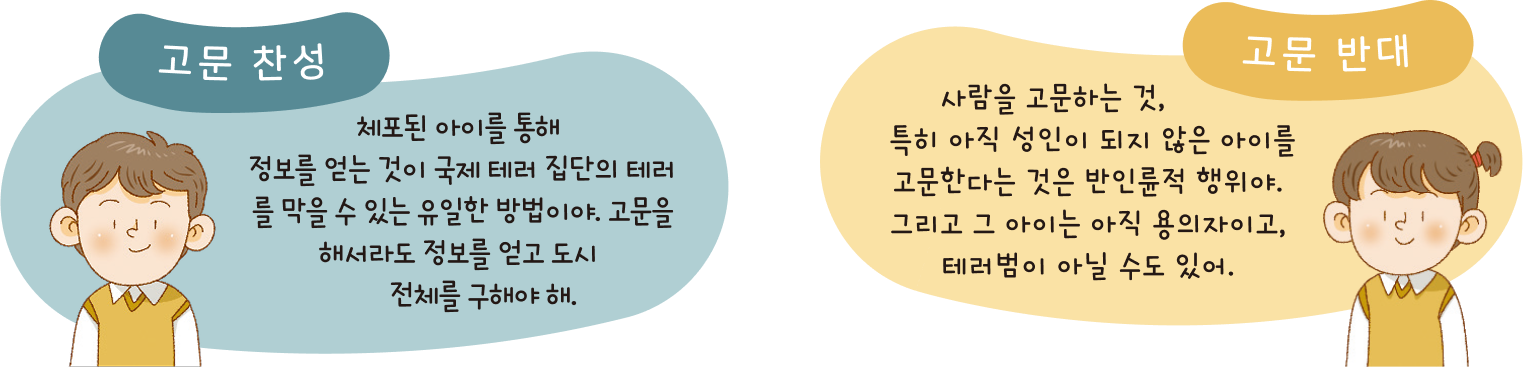 고문 찬성
체포된 아이를 통해
정보를 얻는 것이 국제 테러 집단의 테러
를 막을 수 있는 유일한 방법이야. 고문을
해서라도 정보를 얻고 도시
전체를 구해야 해.
고문 반대
사람을 고문하는 것,
특히 아직 성인이 되지 않은 아이를
고문한다는 것은 반인륜적 행위야.
그리고 그 아이는 아직 용의자이고,
테러범이 아닐 수도 있어.